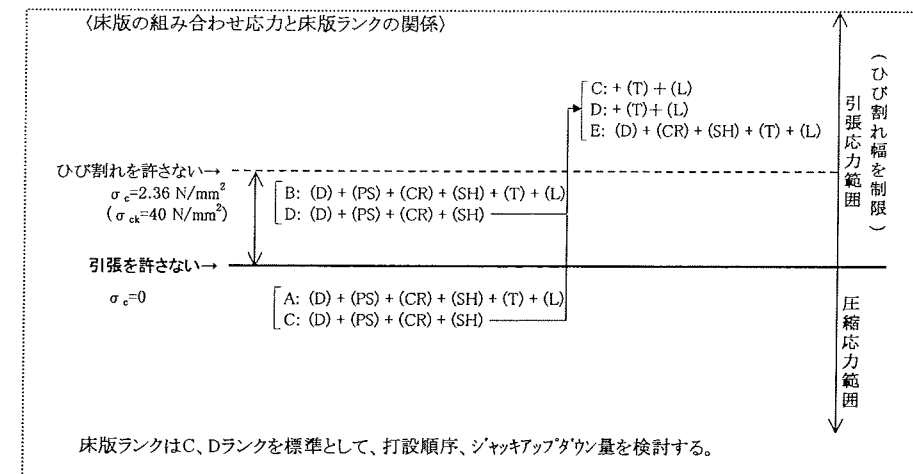 〈床版の組み合わせ応力と床版ランクの関係〉
C: + (T) + (L)
D: + (T) + (L)
E: (D) + (CR) + (SH) + (T) + (L)
引張応力範囲
（ひび割れ幅を制限）
ひび割れを許さない→
σc=2.36 N/mm²
(σck=40 N/mm²)
B: (D) + (PS) + (CR) + (SH) + (T) + (L)
D: (D) + (PS) + (CR) + (SH)
引張を許さない→
σc=0
A: (D) + (PS) + (CR) + (SH) + (T) + (L)
C: (D) + (PS) + (CR) + (SH)
圧縮応力範囲
床版ランクはC、Dランクを標準として、打設順序、ジャッキアップダウン量を検討する。